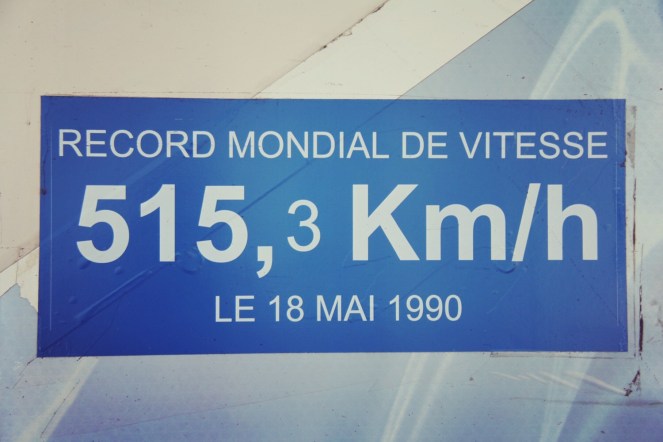 RECORD MONDIAL DE VITESSE
515,3 Km/h
LE 18 MAI 1990